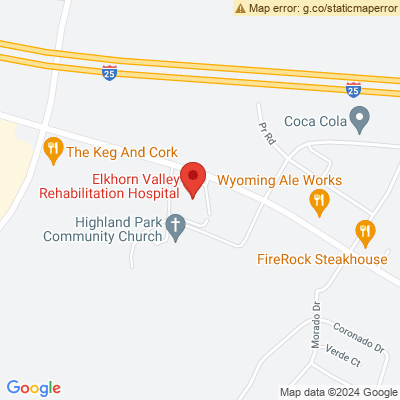 Map error: g.co/staticmaperror
25
25
Pr Rd
Coca Cola
The Keg And Cork
Elkhorn Valley
Rehabilitation Hospital
Wyoming Ale Works
Highland Park
Community Church
FireRock Steakhouse
Morado Dr
Coronado Dr
Verde Ct
Google
Map data ©2024 Google